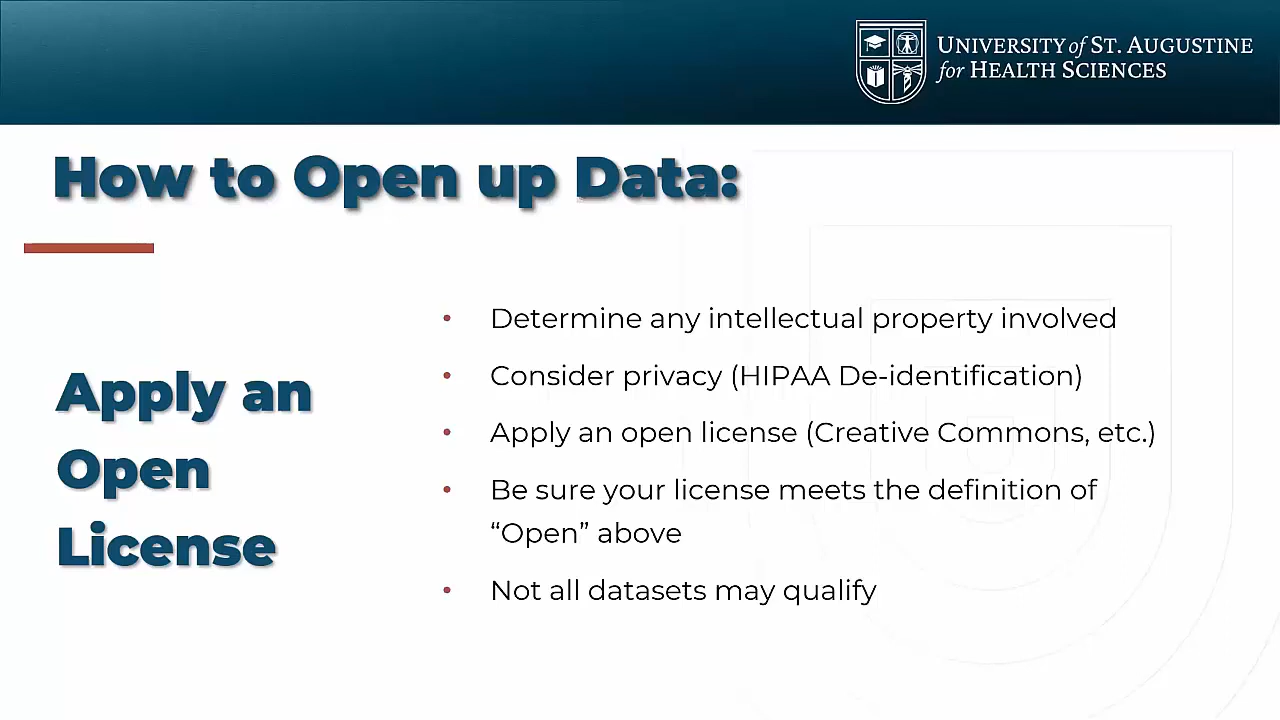 UNIVERSITY of ST. AUGUSTINE
for HEALTH SCIENCES
How to Open up Data:
Apply an
Open
License
• Determine any intellectual property involved
• Consider privacy (HIPAA De-identification)
• Apply an open license (Creative Commons, etc.)
• Be sure your license meets the definition of
“Open” above
• Not all datasets may qualify